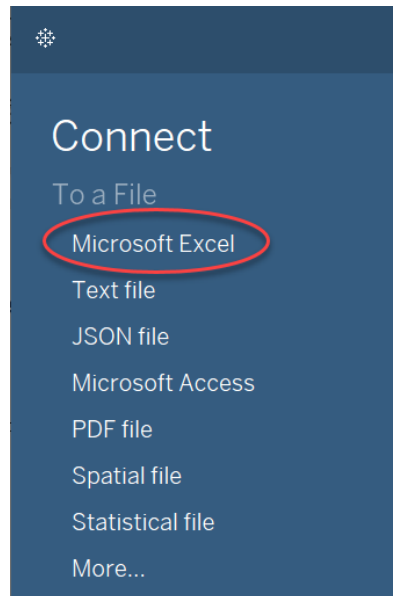 Connect
To a File
Microsoft Excel
Text file
JSON file
Microsoft Access
PDF file
Spatial file
Statistical file
More...